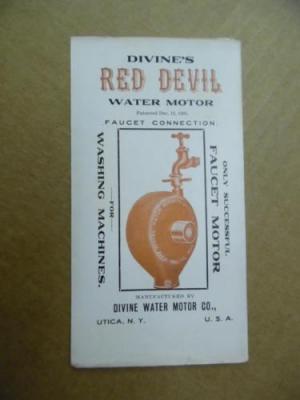 DIVINE'S
RED DEVIL
WATER MOTOR
FAUCET CONNECTION.
—FOR—
WASHING MACHINES.
ONLY SUCCESSFUL
FAUCET MOTOR
MANUFACTURED BY
DIVINE WATER MOTOR CO.,
UTICA, N. Y. U. S. A.